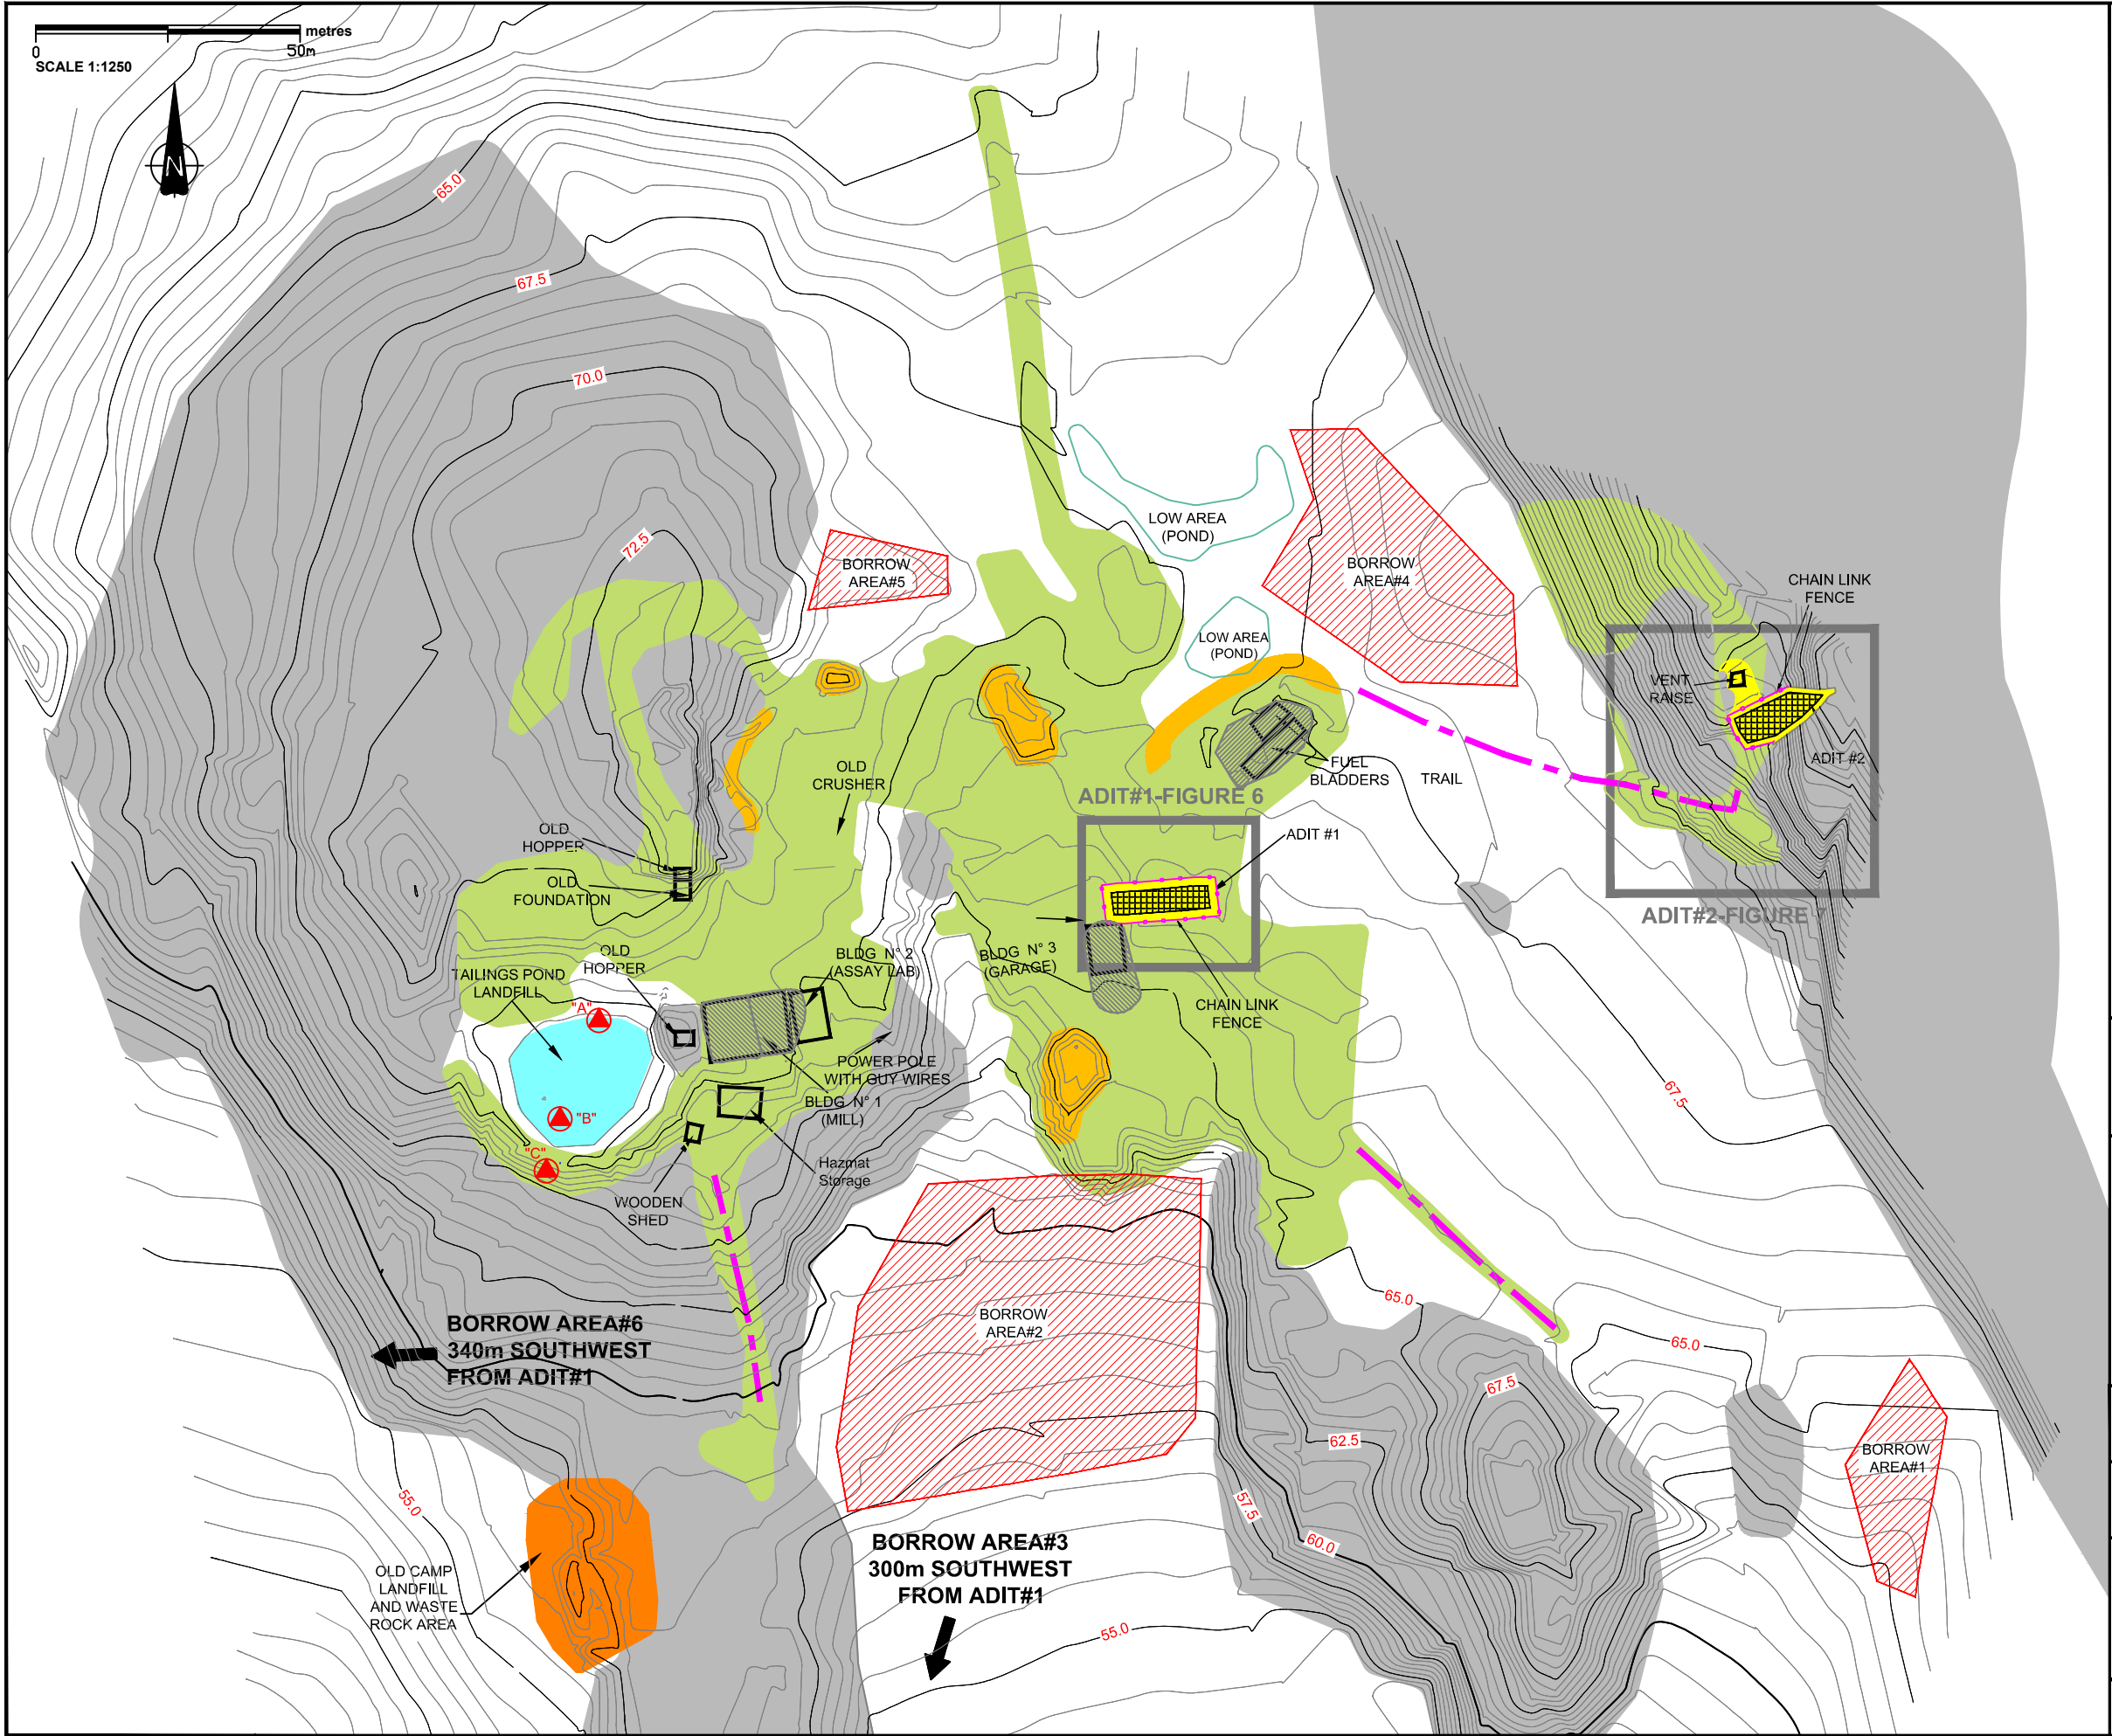 metres
0
50m
SCALE 1:1250
N
65.0
67.5
70.0
72.5
LOW AREA
(POND)
BORROW
AREA#5
BORROW
AREA#4
CHAIN LINK
FENCE
LOW AREA
(POND)
VENT
RAISE
ADIT #2
OLD
CRUSHER
FUEL
BLADDERS
TRAIL
ADIT#1-FIGURE 6
ADIT #1
OLD
HOPPER
OLD
FOUNDATION
ADIT#2-FIGURE 7
BLDG N° 2
(ASSAY LAB)
BLDG N° 3
(GARAGE)
OLD
HOPPER
TAILINGS POND
LANDFILL
"A"
CHAIN LINK
FENCE
POWER POLE
WITH GUY WIRES
BLDG N° 1
(MILL)
"B"
67.5
"C"
Hazmat
Storage
WOODEN
SHED
65.0
BORROW
AREA#2
BORROW AREA#6
340m SOUTHWEST
FROM ADIT#1
65.0
67.5
62.5
BORROW
AREA#1
55.0
57.5
60.0
BORROW AREA#3
300m SOUTHWEST
FROM ADIT#1
OLD CAMP
LANDFILL
AND WASTE
ROCK AREA
55.0